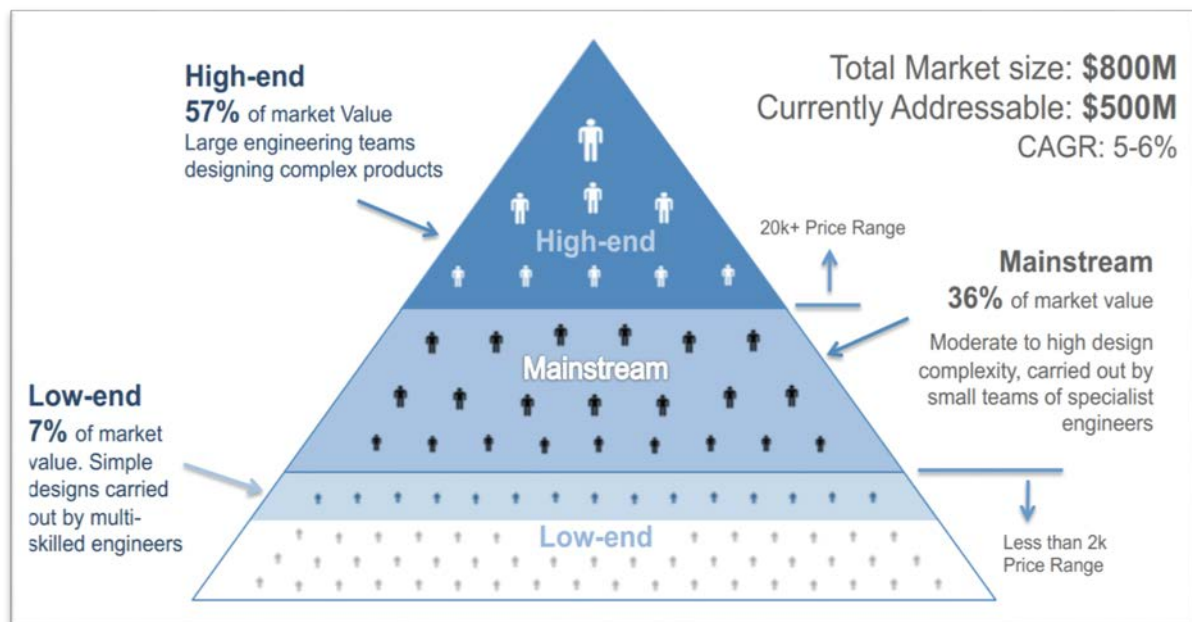 High-end
57% of market Value
Large engineering teams
designing complex products
Total Market size: $800M
Currently Addressable: $500M
CAGR: 5-6%
High-end
20k+ Price Range
Mainstream
36% of market value
Moderate to high design
complexity, carried out by
small teams of specialist
engineers
Mainstream
Low-end
7% of market
value. Simple
designs carried
out by multi-
skilled engineers
Low-end
Less than 2k
Price Range